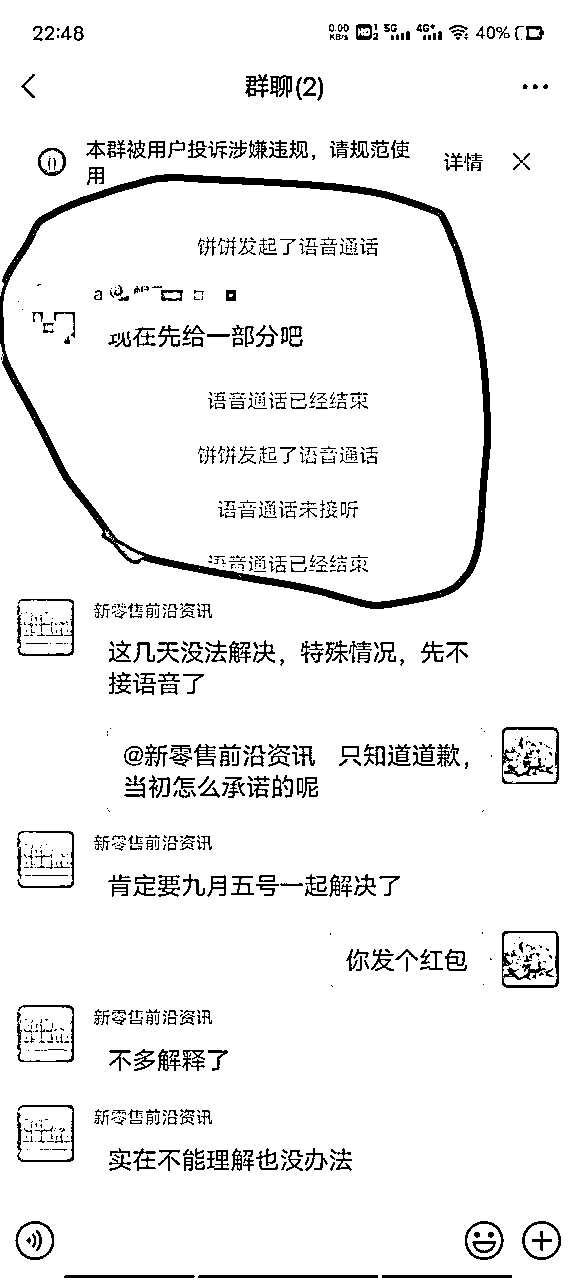 22:48
0.00 KB/s HD 1 2 5G 4G+ 40%
群聊(2)
本群被用户投诉涉嫌违规，请规范使
用
详情
饼饼发起了语音通话
a
现在先给一部分吧
语音通话已经结束
饼饼发起了语音通话
语音通话未接听
语音通话已经结束
新零售前沿资讯
这几天没法解决，特殊情况，先不
接语音了
@新零售前沿资讯 只知道道歉，
当初怎么承诺的呢
新零售前沿资讯
肯定要九月五号一起解决了
你发个红包
新零售前沿资讯
不多解释了
新零售前沿资讯
实在不能理解也没办法